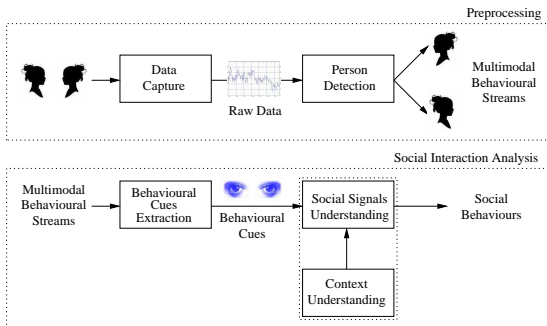 Preprocessing
Data
Capture
Raw Data
Person
Detection
Multimodal
Behavioural
Streams
Social Interaction Analysis
Multimodal
Behavioural
Streams
Behavioural
Cues
Extraction
Behavioural
Cues
Social Signals
Understanding
Social
Behaviours
Context
Understanding